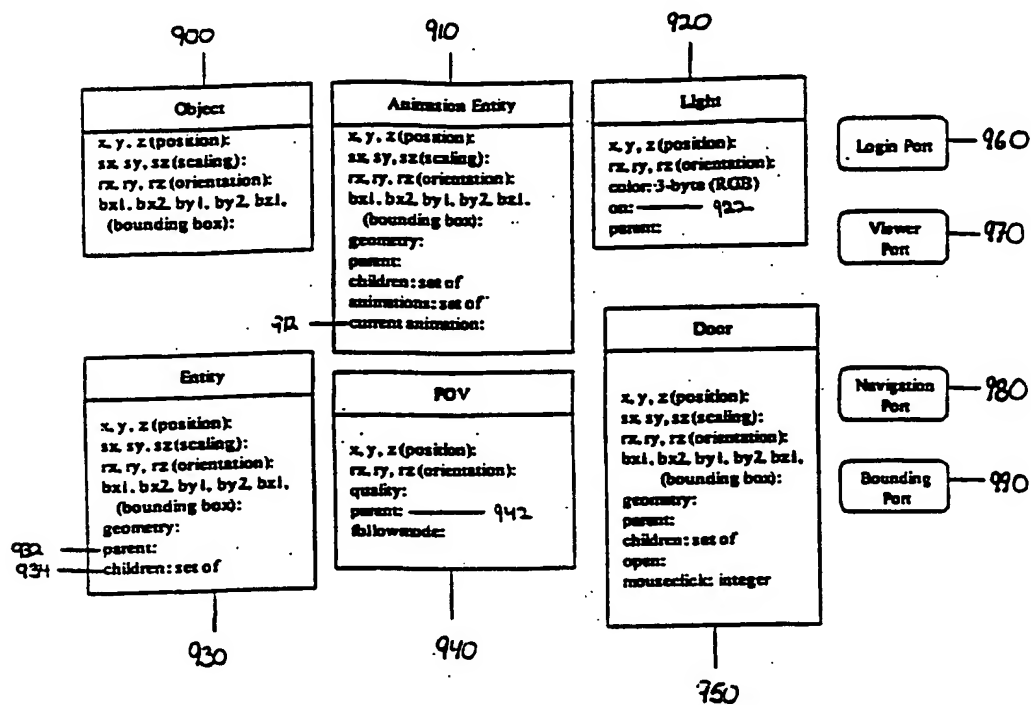 900
Object
x, y, z (position):
sx, sy, sz (scaling):
rx, ry, rz (orientation):
bx1, bx2, by1, by2, bz1,
(bounding box):
910
Animation Entity
x, y, z (position):
sx, sy, sz (scaling):
rx, ry, rz (orientation):
bx1, bx2, by1, by2, bz1,
(bounding box):
geometry:
parent:
children: set of
animations: set of
912
current animation:
920
Light
x, y, z (position):
rx, ry, rz (orientation):
color: 3-byte (RGB)
on: 922
parent:
Login Port 960
Viewer 970
Port
Entity
x, y, z (position):
sx, sy, sz (scaling):
rx, ry, rz (orientation):
bx1, bx2, by1, by2, bz1,
(bounding box):
geometry:
932 parent:
934 children: set of
930
POV
x, y, z (position):
rx, ry, rz (orientation):
quality:
parent: 942
followmode:
940
Door
x, y, z (position):
sx, sy, sz (scaling):
rx, ry, rz (orientation):
bx1, bx2, by1, by2, bz1,
(bounding box):
geometry:
parent:
children: set of
open:
mouseclick: integer
950
Navigation 980
Port
Bounding 990
Port